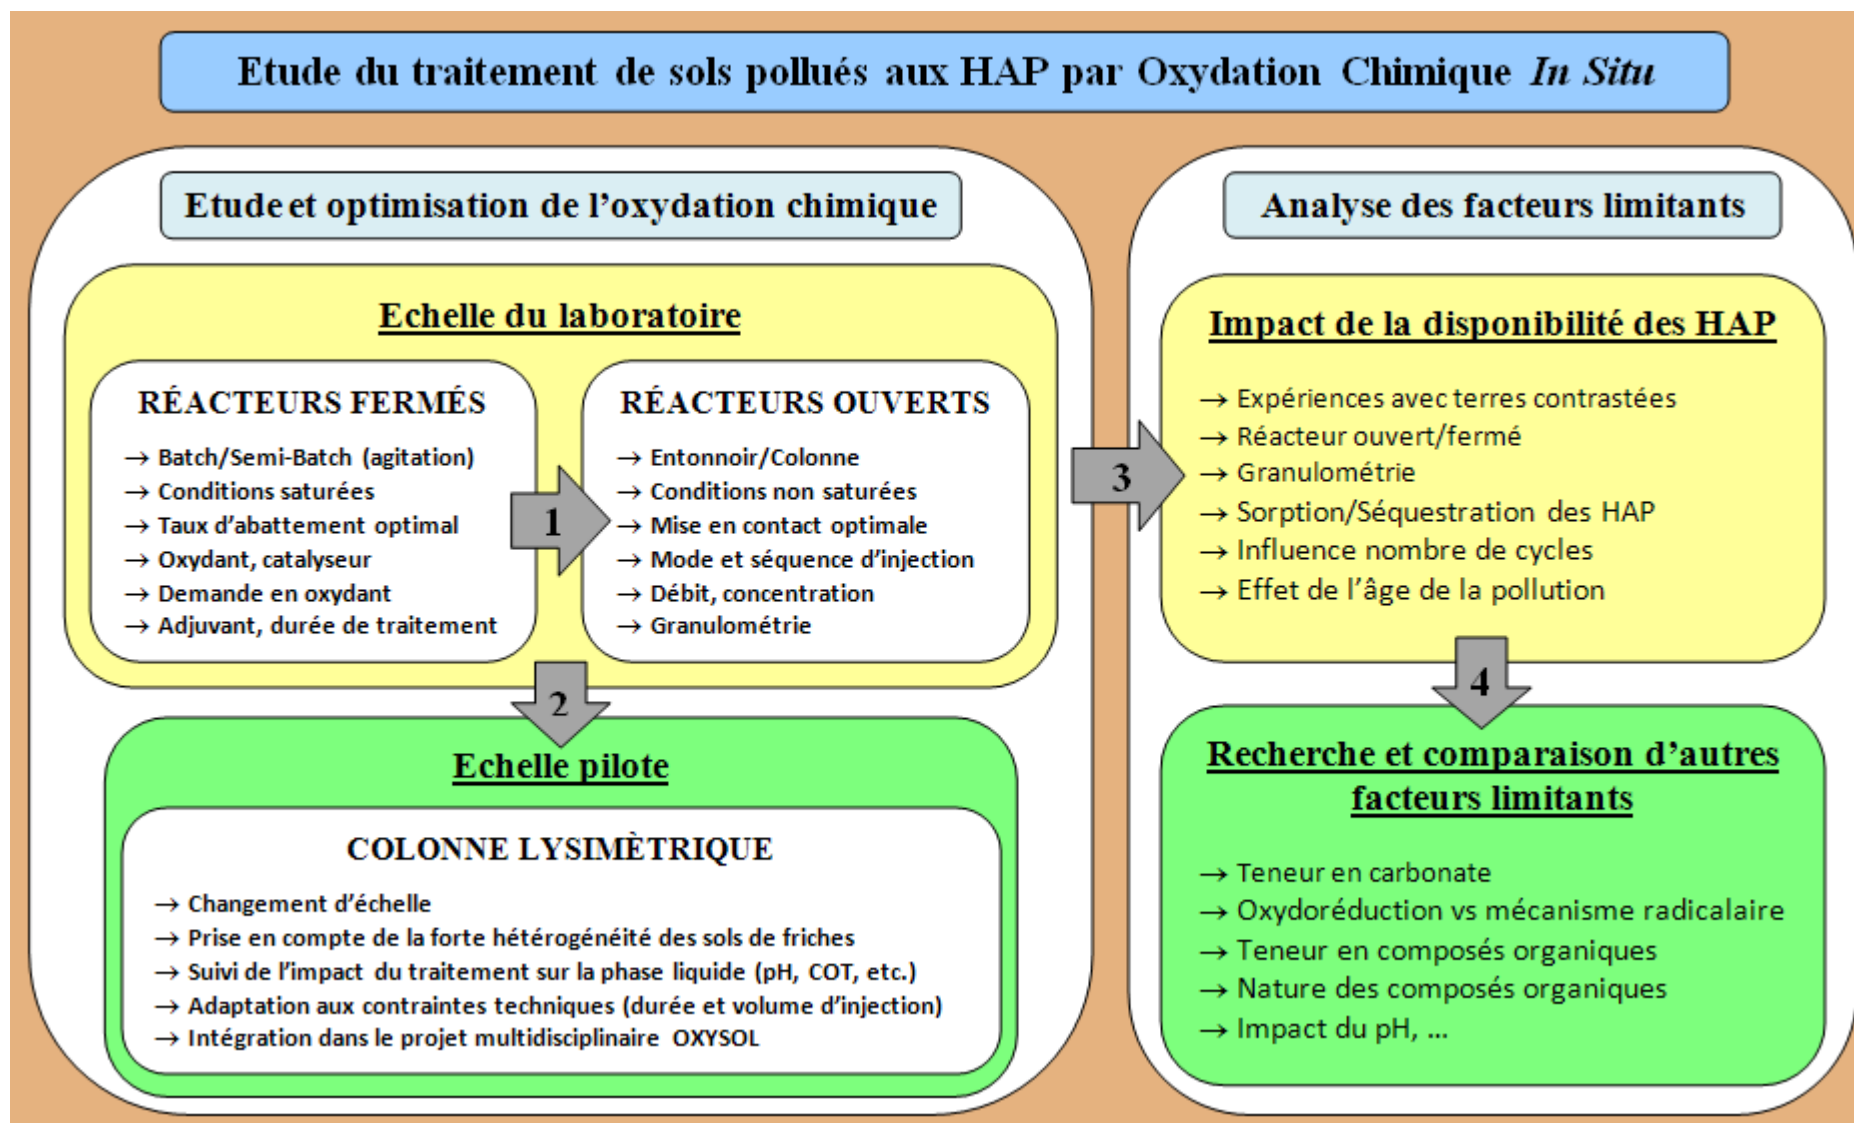 Etude du traitement de sols pollués aux HAP par Oxydation Chimique In Situ
Etude et optimisation de l'oxydation chimique
Echelle du laboratoire
RÉACTEURS FERMÉS
→ Batch/Semi-Batch (agitation)
→ Conditions saturées
→ Taux d'abattement optimal
→ Oxydant, catalyseur
→ Demande en oxydant
→ Adjuvant, durée de traitement
1
RÉACTEURS OUVERTS
→ Entonnoir/Colonne
→ Conditions non saturées
→ Mise en contact optimale
→ Mode et séquence d'injection
→ Débit, concentration
→ Granulométrie
2
Echelle pilote
COLONNE LYSIMÈTRIQUE
→ Changement d'échelle
→ Prise en compte de la forte hétérogénéité des sols de friches
→ Suivi de l'impact du traitement sur la phase liquide (pH, COT, etc.)
→ Adaptation aux contraintes techniques (durée et volume d'injection)
→ Intégration dans le projet multidisciplinaire OXYSOL
3
Analyse des facteurs limitants
Impact de la disponibilité des HAP
→ Expériences avec terres contrastées
→ Réacteur ouvert/fermé
→ Granulométrie
→ Sorption/Séquestration des HAP
→ Influence nombre de cycles
→ Effet de l'âge de la pollution
4
Recherche et comparaison d'autres
facteurs limitants
→ Teneur en carbonate
→ Oxydoréduction vs mécanisme radicalaire
→ Teneur en composés organiques
→ Nature des composés organiques
→ Impact du pH, ...